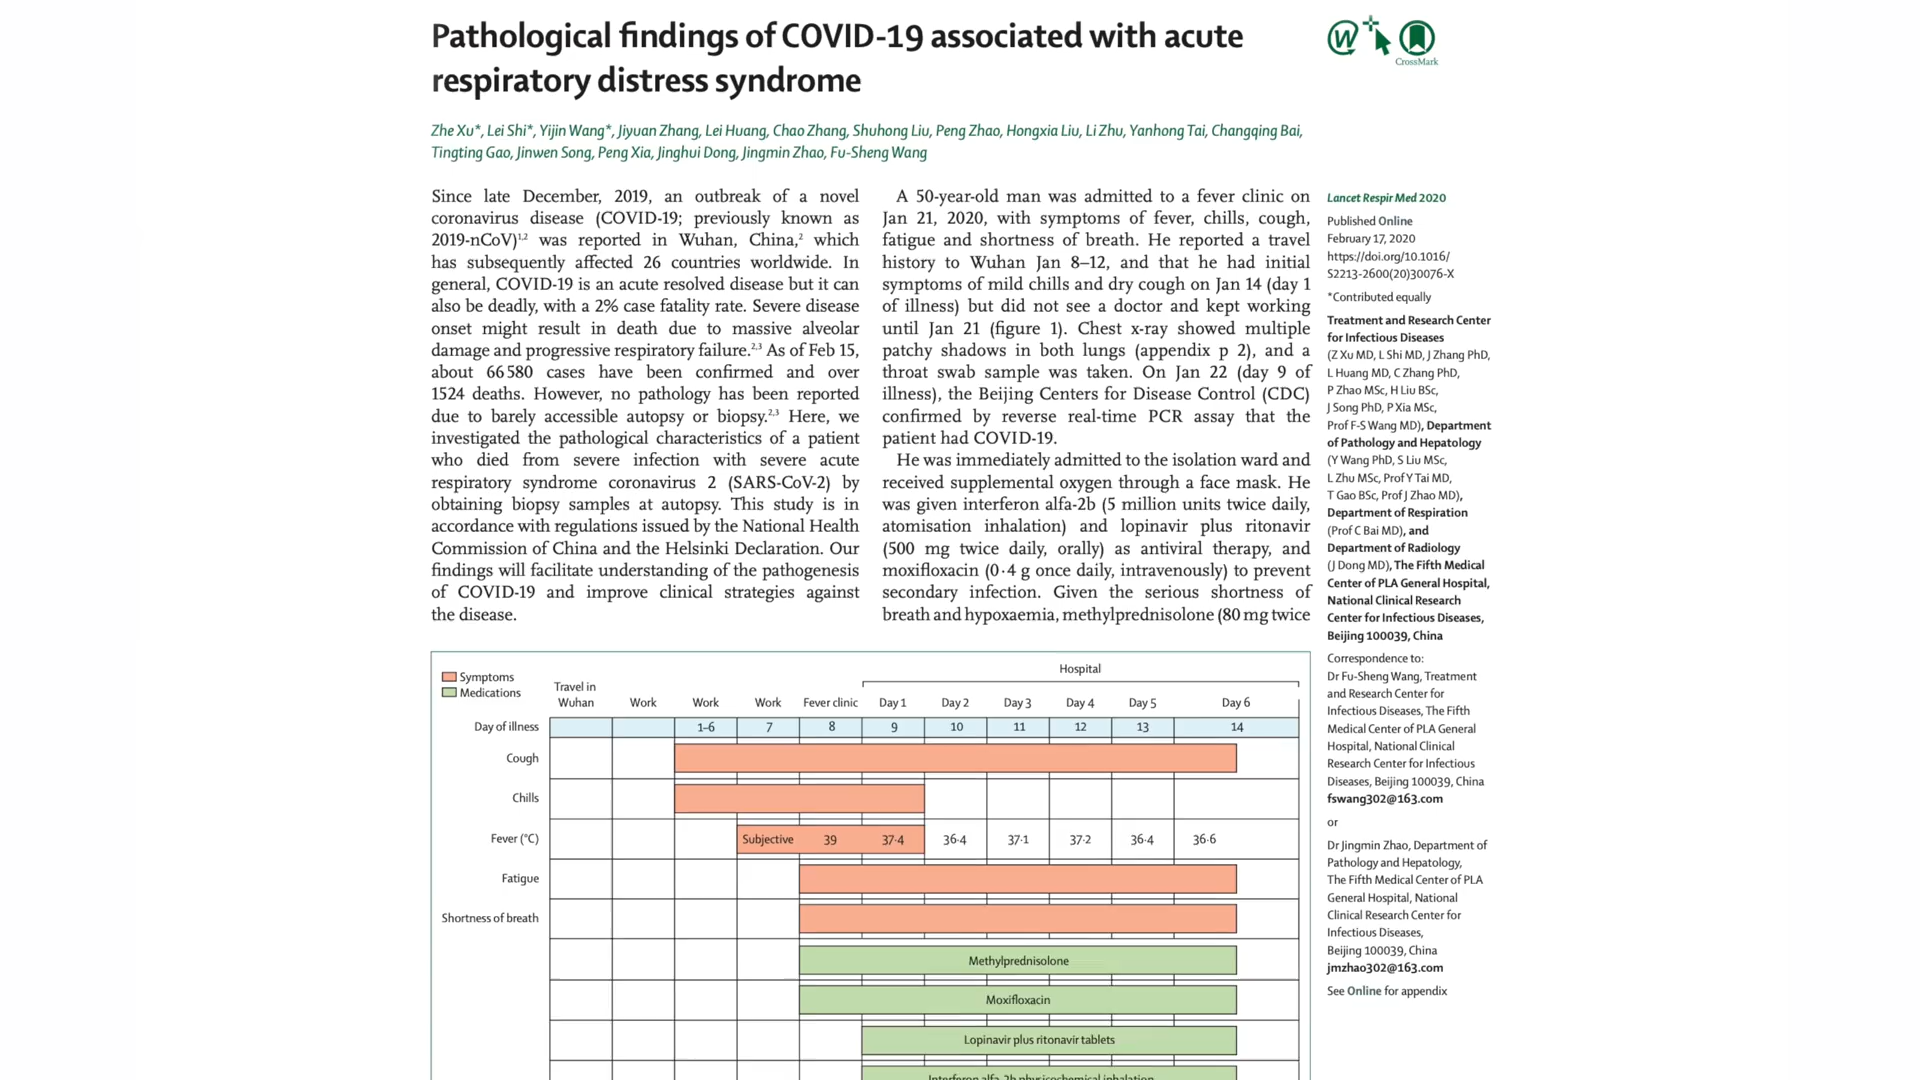 Pathological findings of COVID-19 associated with acute
respiratory distress syndrome
CrossMark
Zhe Xu*, Lei Shi*, Yijin Wang*, Jiyuan Zhang, Lei Huang, Chao Zhang, Shuhong Liu, Peng Zhao, Hongxia Liu, Li Zhu, Yanhong Tai, Changqing Bai,
Tingting Gao, Jinwen Song, Peng Xia, Jinghui Dong, Jingmin Zhao, Fu-Sheng Wang
Since late December, 2019, an outbreak of a novel
coronavirus disease (COVID-19; previously known as
2019-nCoV)1,2 was reported in Wuhan, China,2 which
has subsequently affected 26 countries worldwide. In
general, COVID-19 is an acute resolved disease but it can
also be deadly, with a 2% case fatality rate. Severe disease
onset might result in death due to massive alveolar
damage and progressive respiratory failure.2,3 As of Feb 15,
about 66 580 cases have been confirmed and over
1524 deaths. However, no pathology has been reported
due to barely accessible autopsy or biopsy.2,3 Here, we
investigated the pathological characteristics of a patient
who died from severe infection with severe acute
respiratory syndrome coronavirus 2 (SARS-CoV-2) by
obtaining biopsy samples at autopsy. This study is in
accordance with regulations issued by the National Health
Commission of China and the Helsinki Declaration. Our
findings will facilitate understanding of the pathogenesis
of COVID-19 and improve clinical strategies against
the disease.
A 50-year-old man was admitted to a fever clinic on
Jan 21, 2020, with symptoms of fever, chills, cough,
fatigue and shortness of breath. He reported a travel
history to Wuhan Jan 8–12, and that he had initial
symptoms of mild chills and dry cough on Jan 14 (day 1
of illness) but did not see a doctor and kept working
until Jan 21 (figure 1). Chest x-ray showed multiple
patchy shadows in both lungs (appendix p 2), and a
throat swab sample was taken. On Jan 22 (day 9 of
illness), the Beijing Centers for Disease Control (CDC)
confirmed by reverse real-time PCR assay that the
patient had COVID-19.
He was immediately admitted to the isolation ward and
received supplemental oxygen through a face mask. He
was given interferon alfa-2b (5 million units twice daily,
atomisation inhalation) and lopinavir plus ritonavir
(500 mg twice daily, orally) as antiviral therapy, and
moxifloxacin (0·4 g once daily, intravenously) to prevent
secondary infection. Given the serious shortness of
breath and hypoxaemia, methylprednisolone (80 mg twice
Lancet Respir Med 2020
Published Online
February 17, 2020
https://doi.org/10.1016/
S2213-2600(20)30076-X
*Contributed equally
Treatment and Research Center
for Infectious Diseases
(Z Xu MD, L Shi MD, J Zhang PhD,
L Huang MD, C Zhang PhD,
P Zhao MSc, H Liu BSc,
J Song PhD, P Xia MSc,
Prof F-S Wang MD), Department
of Pathology and Hepatology
(Y Wang PhD, S Liu MSc,
L Zhu MSc, Prof Y Tai MD,
T Gao BSc, Prof J Zhao MD),
Department of Respiration
(Prof C Bai MD), and
Department of Radiology
(J Dong MD), The Fifth Medical
Center of PLA General Hospital,
National Clinical Research
Center for Infectious Diseases,
Beijing 100039, China
Correspondence to:
Dr Fu-Sheng Wang, Treatment
and Research Center for
Infectious Diseases, The Fifth
Medical Center of PLA General
Hospital, National Clinical
Research Center for Infectious
Diseases, Beijing 100039, China
fswang302@163.com
or
Dr Jingmin Zhao, Department of
Pathology and Hepatology,
The Fifth Medical Center of PLA
General Hospital, National
Clinical Research Center for
Infectious Diseases,
Beijing 100039, China
jmzhao302@163.com
See Online for appendix
Symptoms
Medications
Hospital
Travel in
Wuhan Work Work Work Fever clinic Day 1 Day 2 Day 3 Day 4 Day 5 Day 6
Day of illness 1–6 7 8 9 10 11 12 13 14
Cough
Chills
Fever (°C) Subjective 39 37·4 36·4 37·1 37·2 36·4 36·6
Fatigue
Shortness of breath
Methylprednisolone
Moxifloxacin
Lopinavir plus ritonavir tablets
Interferon alfa-2b physicochemical inhalation